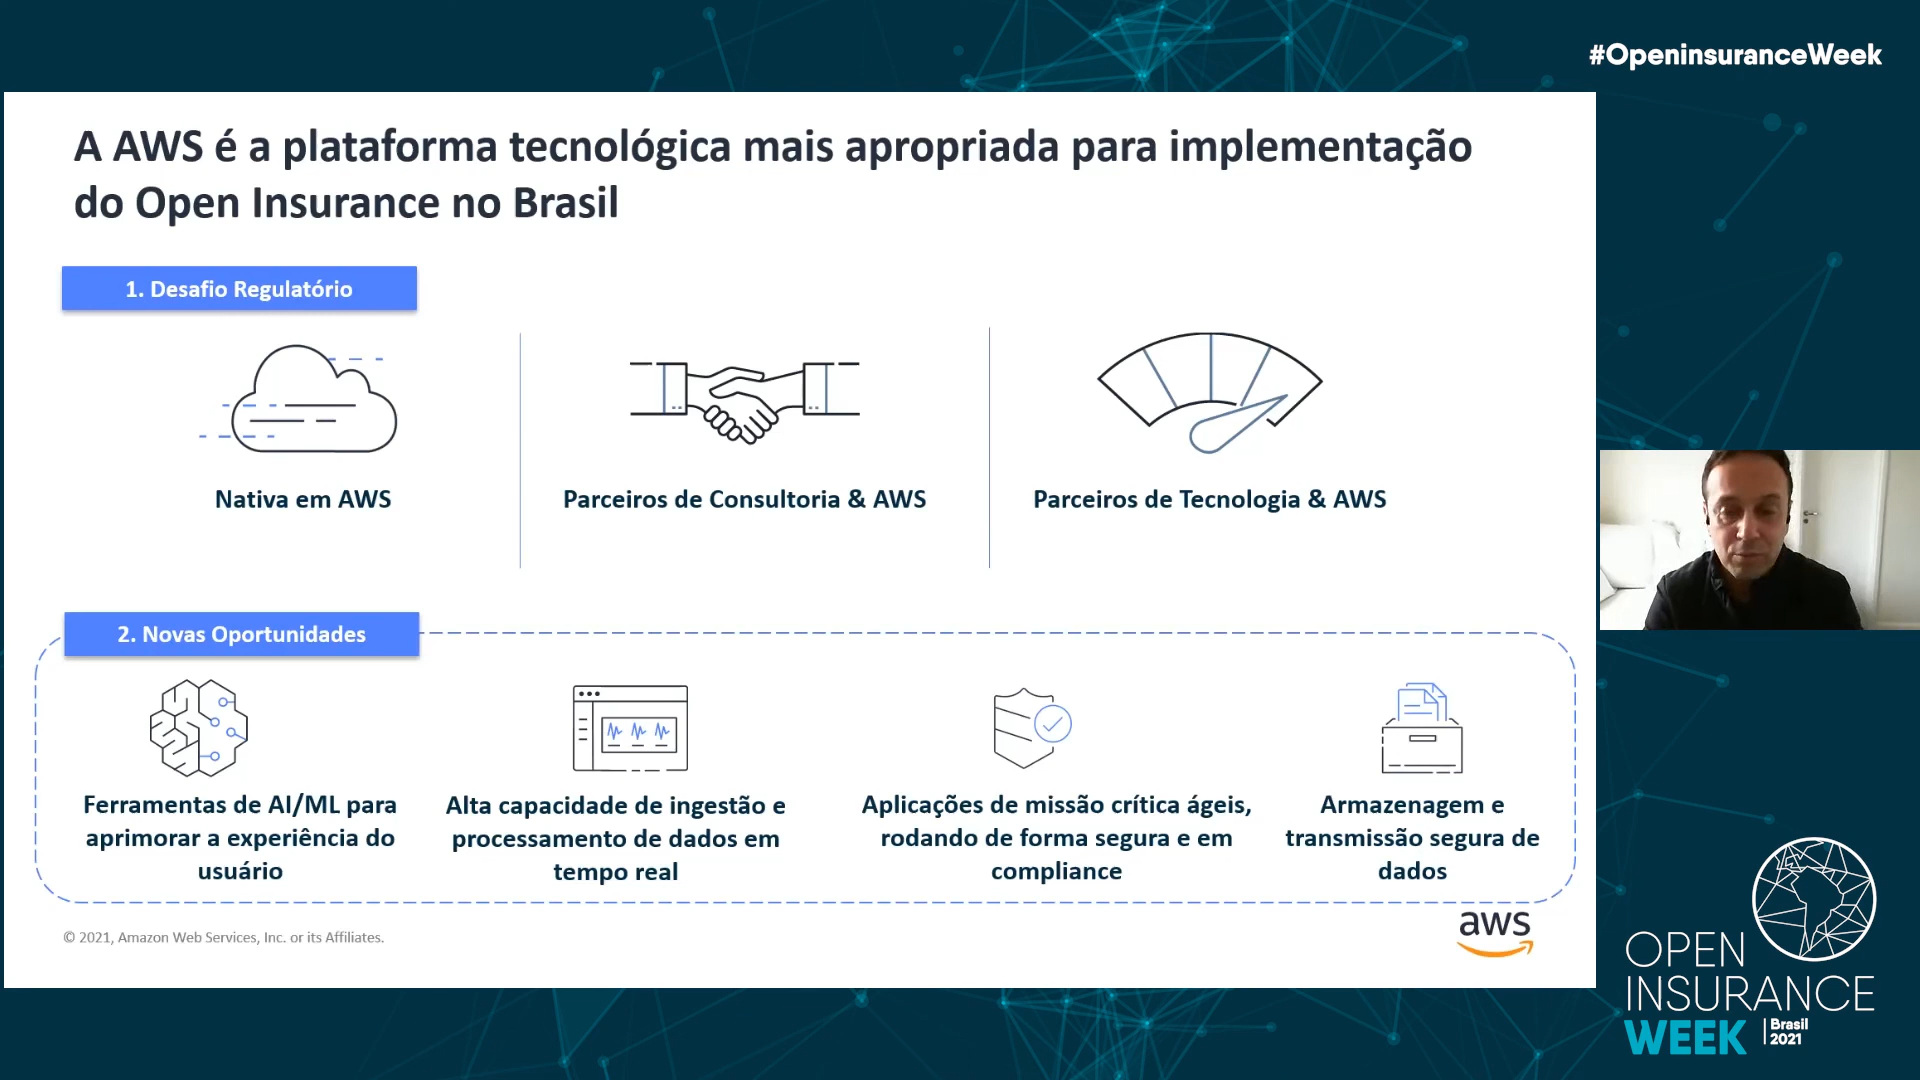 #OpeninsuranceWeek
A AWS é a plataforma tecnológica mais apropriada para implementação
do Open Insurance no Brasil
1. Desafio Regulatório
Nativa em AWS
Parceiros de Consultoria & AWS
Parceiros de Tecnologia & AWS
2. Novas Oportunidades
Ferramentas de AI/ML para
aprimorar a experiência do
usuário
Alta capacidade de ingestão e
processamento de dados em
tempo real
Aplicações de missão crítica ágeis,
rodando de forma segura e em
compliance
Armazenagem e
transmissão segura de
dados
© 2021, Amazon Web Services, Inc. or its Affiliates.
aws
OPEN
INSURANCE
WEEK
Brasil
2021